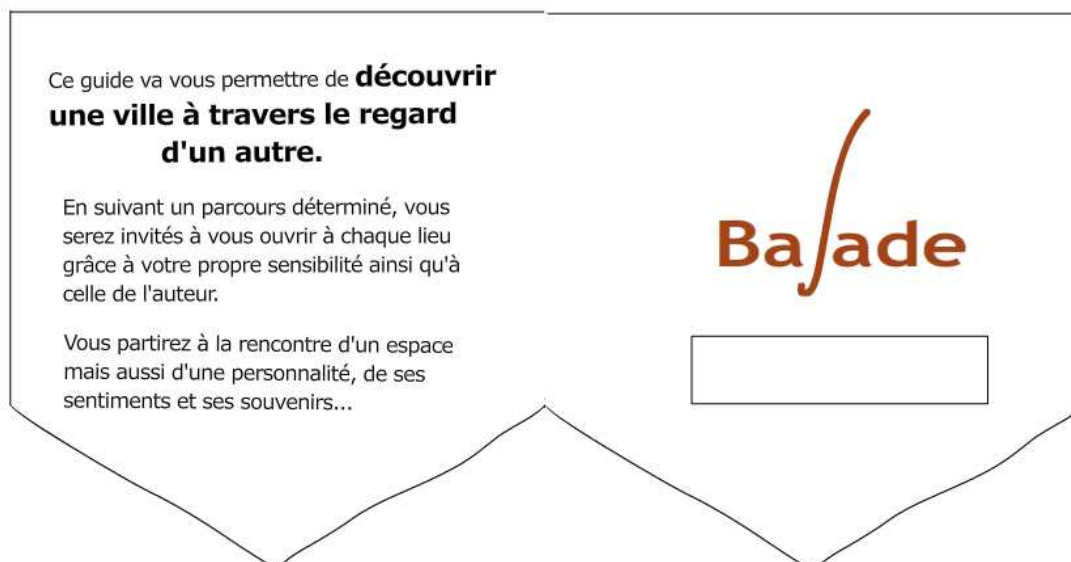 Ce guide va vous permettre de découvrir
une ville à travers le regard
d'un autre.
En suivant un parcours déterminé, vous
serez invités à vous ouvrir à chaque lieu
grâce à votre propre sensibilité ainsi qu'à
celle de l'auteur.
Vous partirez à la rencontre d'un espace
mais aussi d'une personnalité, de ses
sentiments et ses souvenirs...
Balade